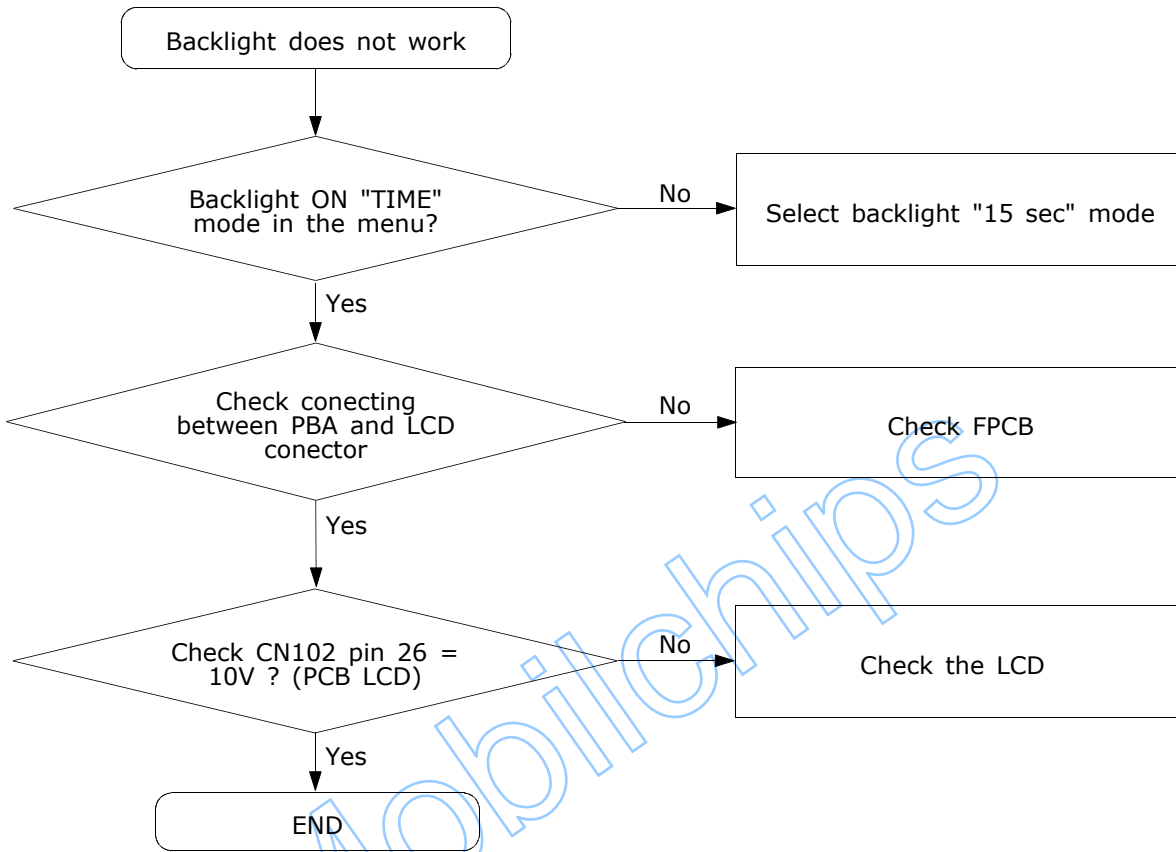 Backlight does not work
Backlight ON "TIME"
mode in the menu?
No
Select backlight "15 sec" mode
Yes
Check conecting
between PBA and LCD
conector
No
Check FPCB
Yes
Check CN102 pin 26 =
10V ? (PCB LCD)
No
Check the LCD
Yes
END
Mobilchips